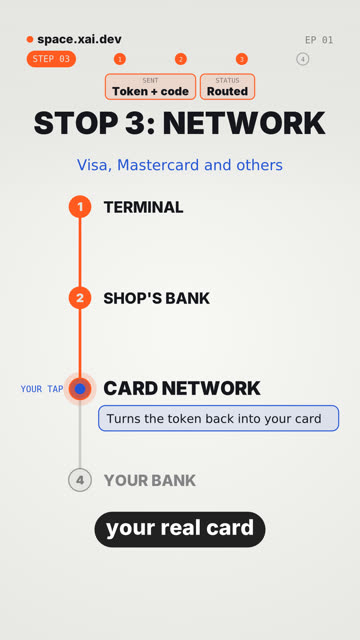 space.xai.dev
EP 01
STEP 03
1
2
3
4
SENT
Token + code
STATUS
Routed
STOP 3: NETWORK
Visa, Mastercard and others
1 TERMINAL
2 SHOP'S BANK
YOUR TAP CARD NETWORK
Turns the token back into your card
4 YOUR BANK
your real card